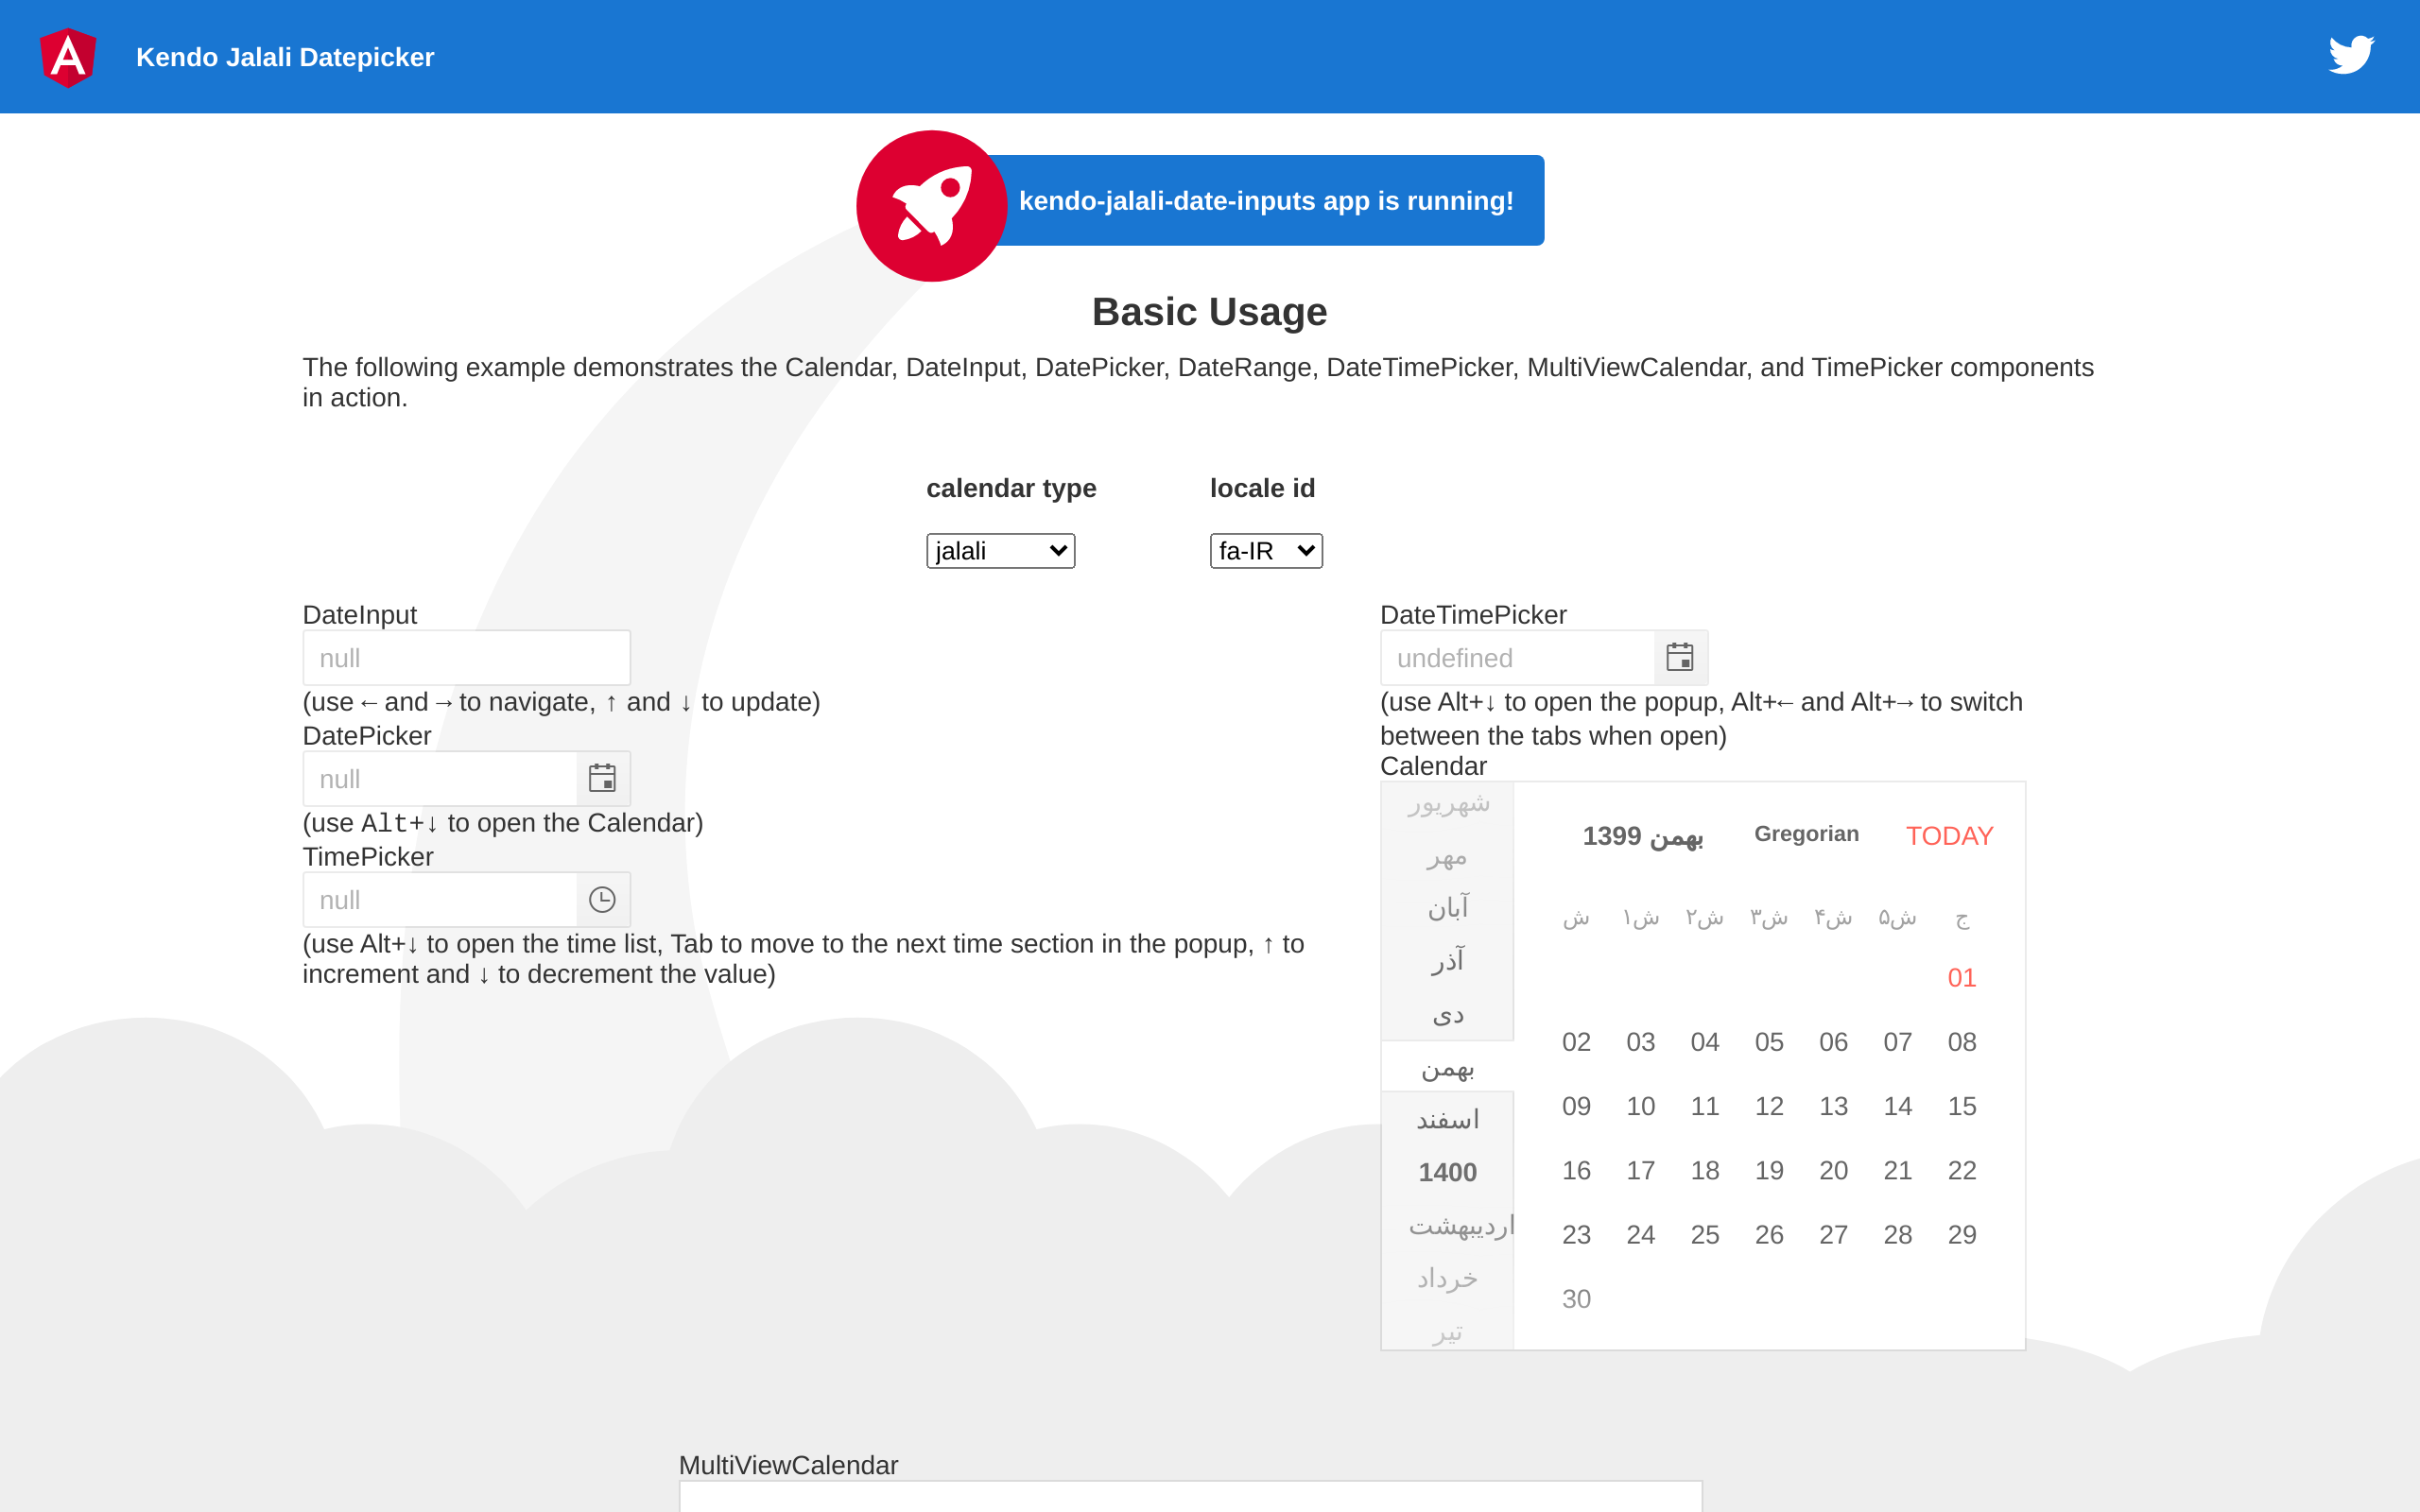 Kendo Jalali Datepicker
kendo-jalali-date-inputs app is running!
Basic Usage
The following example demonstrates the Calendar, DateInput, DatePicker, DateRange, DateTimePicker, MultiViewCalendar, and TimePicker components
in action.
calendar type
locale id
jalali
fa-IR
DateInput
null
(use ← and → to navigate, ↑ and ↓ to update)
DatePicker
null
(use Alt+↓ to open the Calendar)
TimePicker
null
(use Alt+↓ to open the time list, Tab to move to the next time section in the popup, ↑ to
increment and ↓ to decrement the value)
DateTimePicker
undefined
(use Alt+↓ to open the popup, Alt+← and Alt+→ to switch
between the tabs when open)
Calendar
شهریور
مهر
آبان
آذر
دی
بهمن
اسفند
1400
اردیبهشت
خرداد
تیر
بهمن 1399
Gregorian
TODAY
ش ۱ش ۲ش ۳ش ۴ش ۵ش ج
01
02 03 04 05 06 07 08
09 10 11 12 13 14 15
16 17 18 19 20 21 22
23 24 25 26 27 28 29
30
MultiViewCalendar